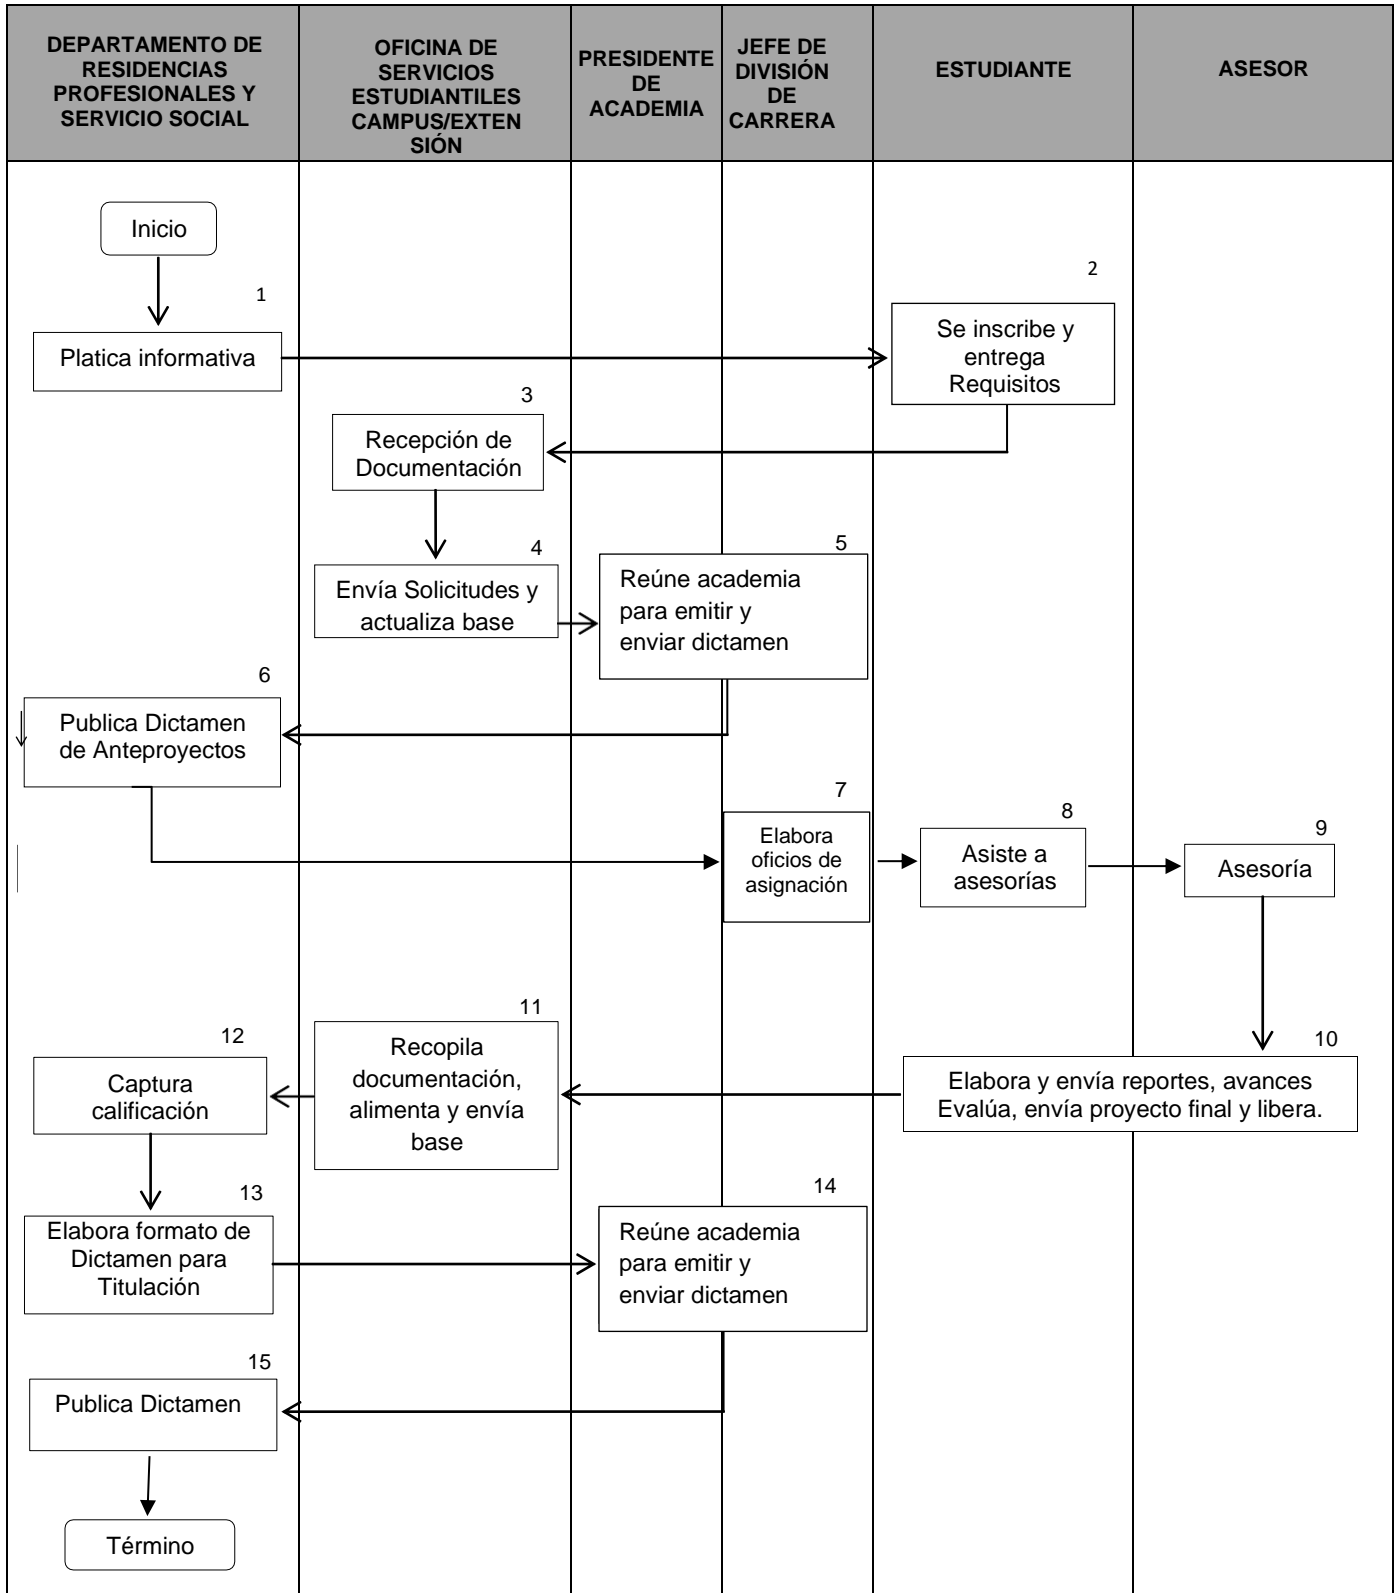 DEPARTAMENTO DE
RESIDENCIAS
PROFESIONALES Y
SERVICIO SOCIAL
OFICINA DE
SERVICIOS
ESTUDIANTILES
CAMPUS/EXTEN
SIÓN
PRESIDENTE
DE
ACADEMIA
JEFE DE
DIVISIÓN
DE
CARRERA
ESTUDIANTE
ASESOR
Inicio
1
Platica informativa
2
Se inscribe y
entrega
Requisitos
3
Recepción de
Documentación
4
Envía Solicitudes y
actualiza base
5
Reúne academia
para emitir y
enviar dictamen
6
Publica Dictamen
de Anteproyectos
7
Elabora
oficios de
asignación
8
Asiste a
asesorías
9
Asesoría
10
Elabora y envía reportes, avances
Evalúa, envía proyecto final y libera.
11
Recopila
documentación,
alimenta y envía
base
12
Captura
calificación
13
Elabora formato de
Dictamen para
Titulación
14
Reúne academia
para emitir y
enviar dictamen
15
Publica Dictamen
Término